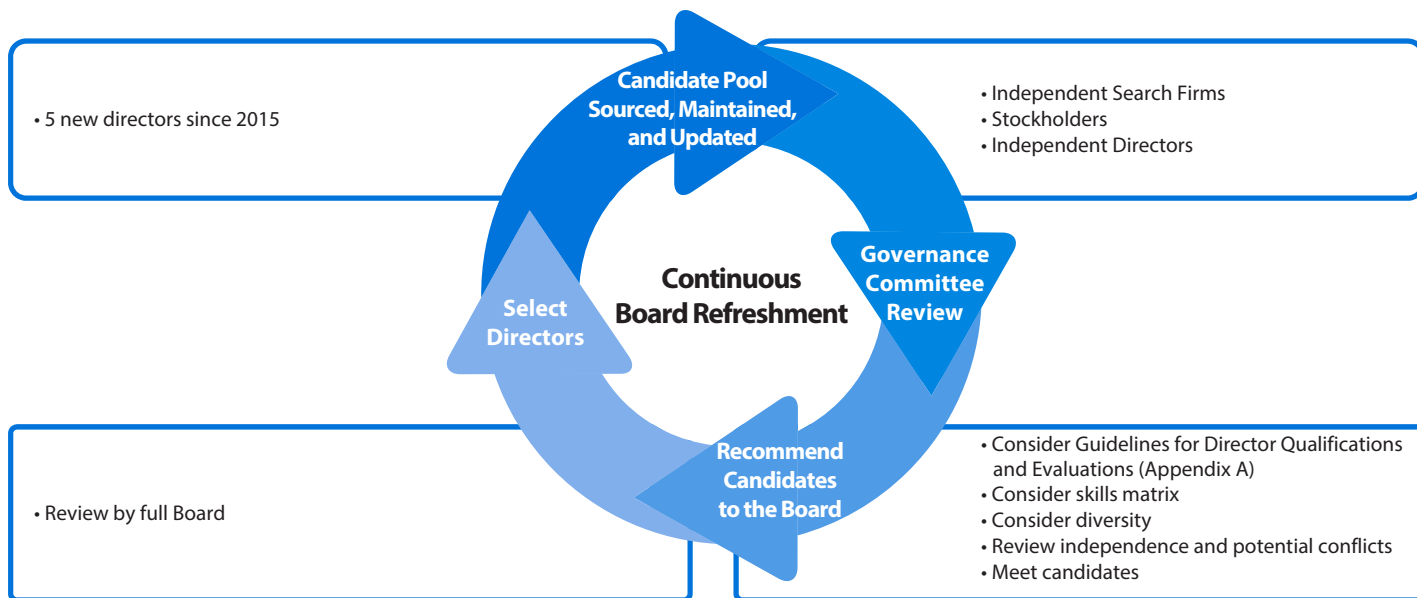 Candidate Pool
Sourced, Maintained,
and Updated
• 5 new directors since 2015
• Independent Search Firms
• Stockholders
• Independent Directors
Governance
Committee
Review
Continuous
Board Refreshment
Select
Directors
Recommend
Candidates
to the Board
• Consider Guidelines for Director Qualifications
and Evaluations (Appendix A)
• Consider skills matrix
• Consider diversity
• Review independence and potential conflicts
• Meet candidates
• Review by full Board